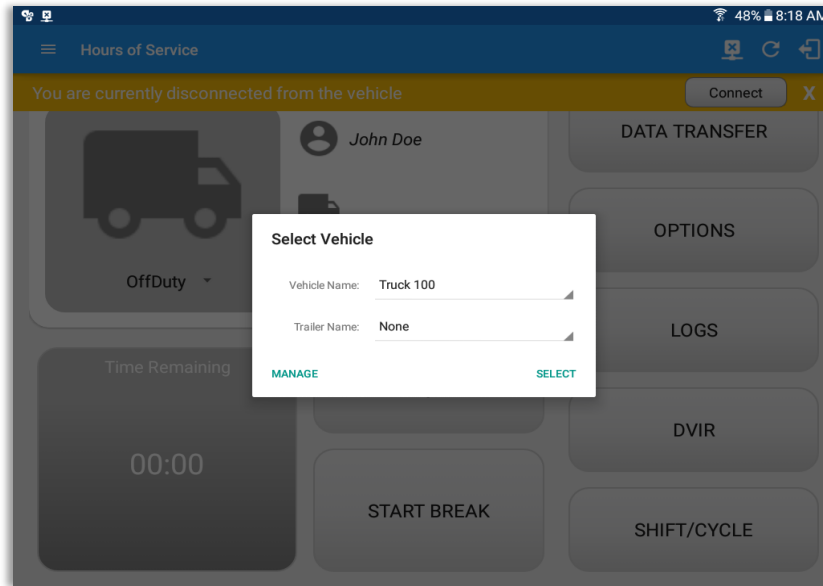 48% 8:18 AM
Hours of Service
You are currently disconnected from the vehicle
Connect
X
John Doe
OffDuty
Time Remaining
00:00
Select Vehicle
Vehicle Name: Truck 100
Trailer Name: None
MANAGE SELECT
START BREAK
DATA TRANSFER
OPTIONS
LOGS
DVIR
SHIFT/CYCLE